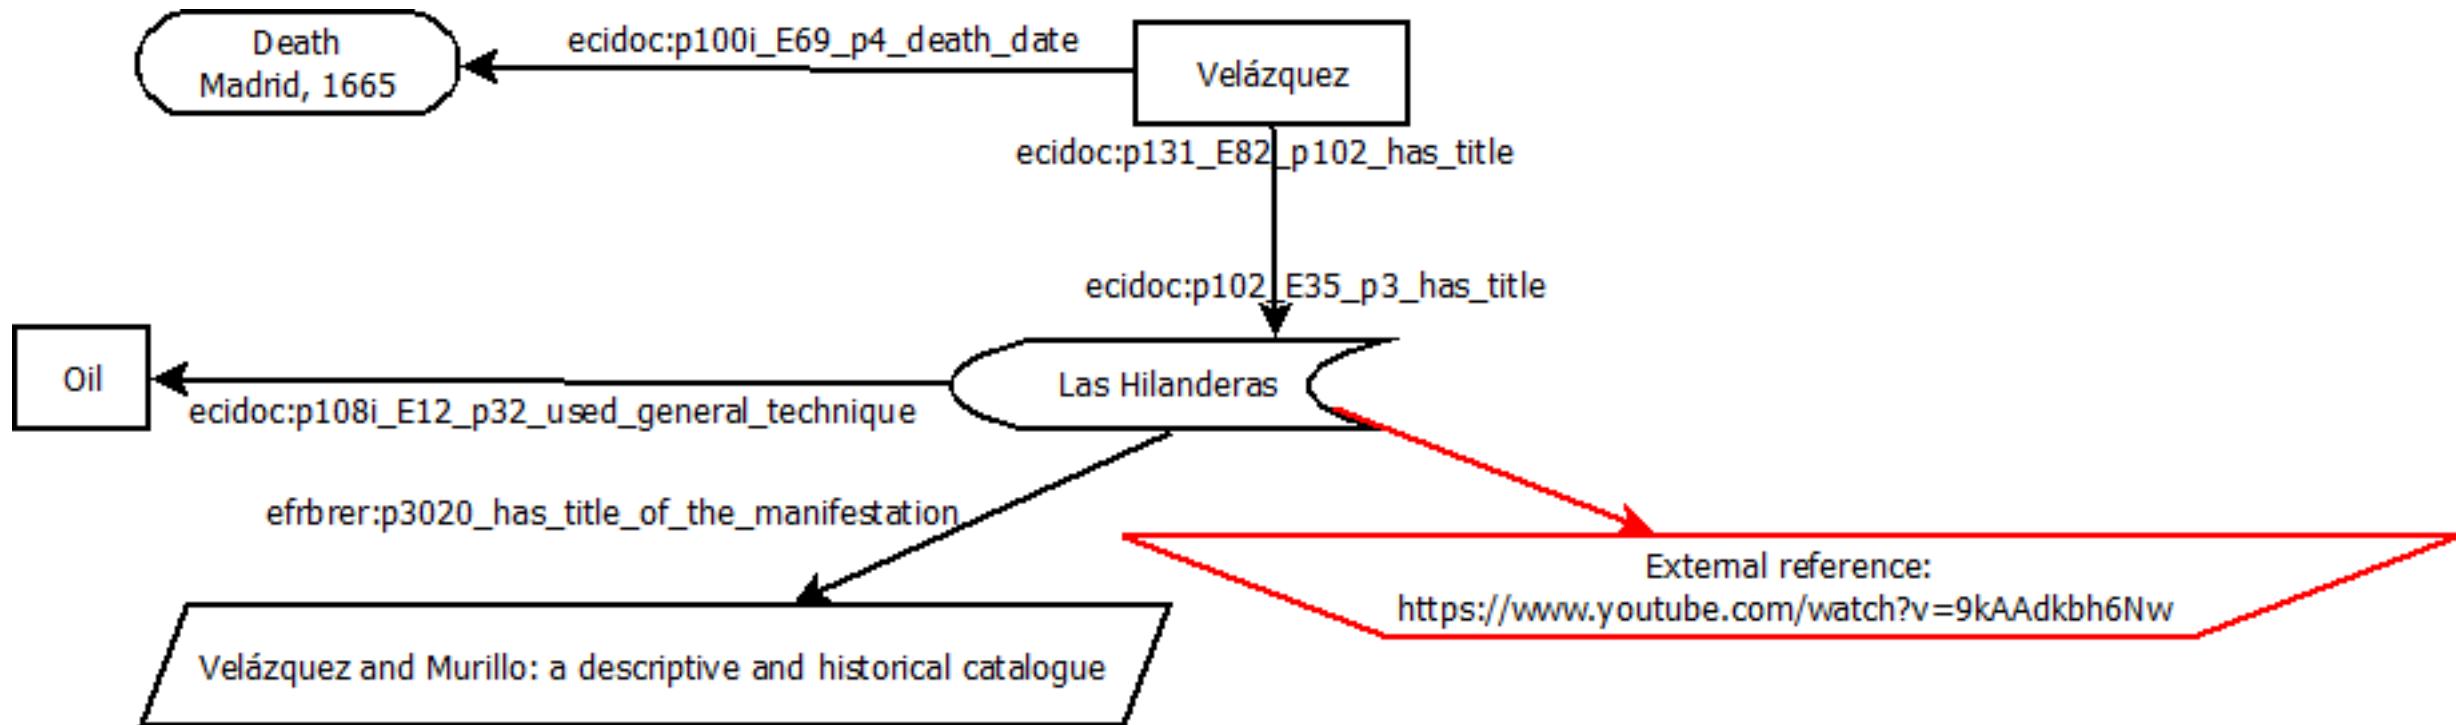 Death
Madrid, 1665
ecidoc:p100i_E69_p4_death_date
Velázquez
ecidoc:p131_E82_p102_has_title
ecidoc:p102_E35_p3_has_title
Oil
ecidoc:p108i_E12_p32_used_general_technique
Las Hilanderas
efrbrer:p3020_has_title_of_the_manifestation
External reference:
https://www.youtube.com/watch?v=9kAAdkbh6Nw
Velázquez and Murillo: a descriptive and historical catalogue